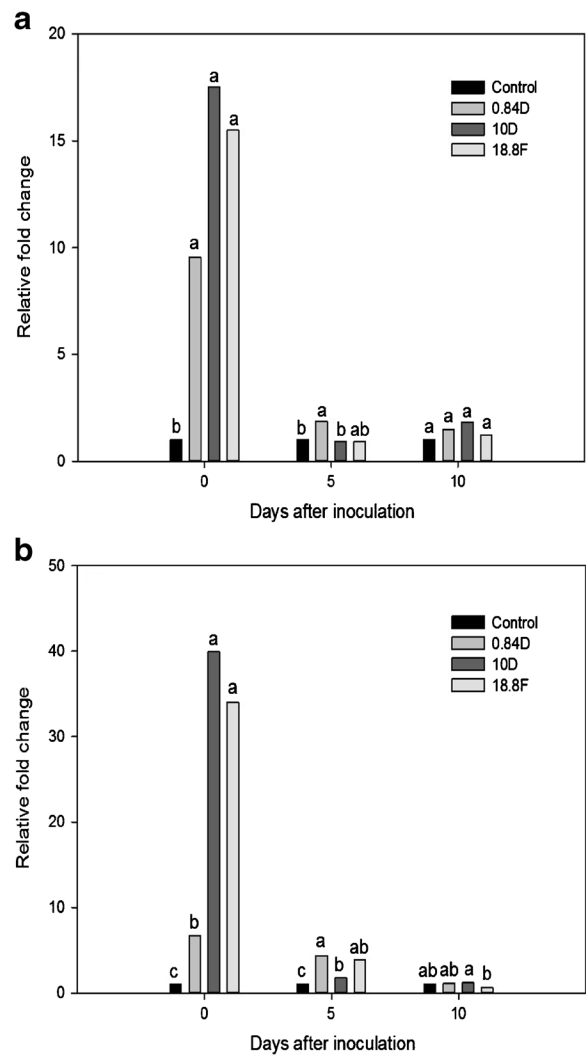 a
20
15
10
5
0
Relative fold change
Control
0.84D
10D
18.8F
b a a a
b a b ab
a a a a
0 5 10
Days after inoculation
b
50
40
30
20
10
0
Relative fold change
Control
0.84D
10D
18.8F
c b a a
c a b ab
ab ab a b
0 5 10
Days after inoculation